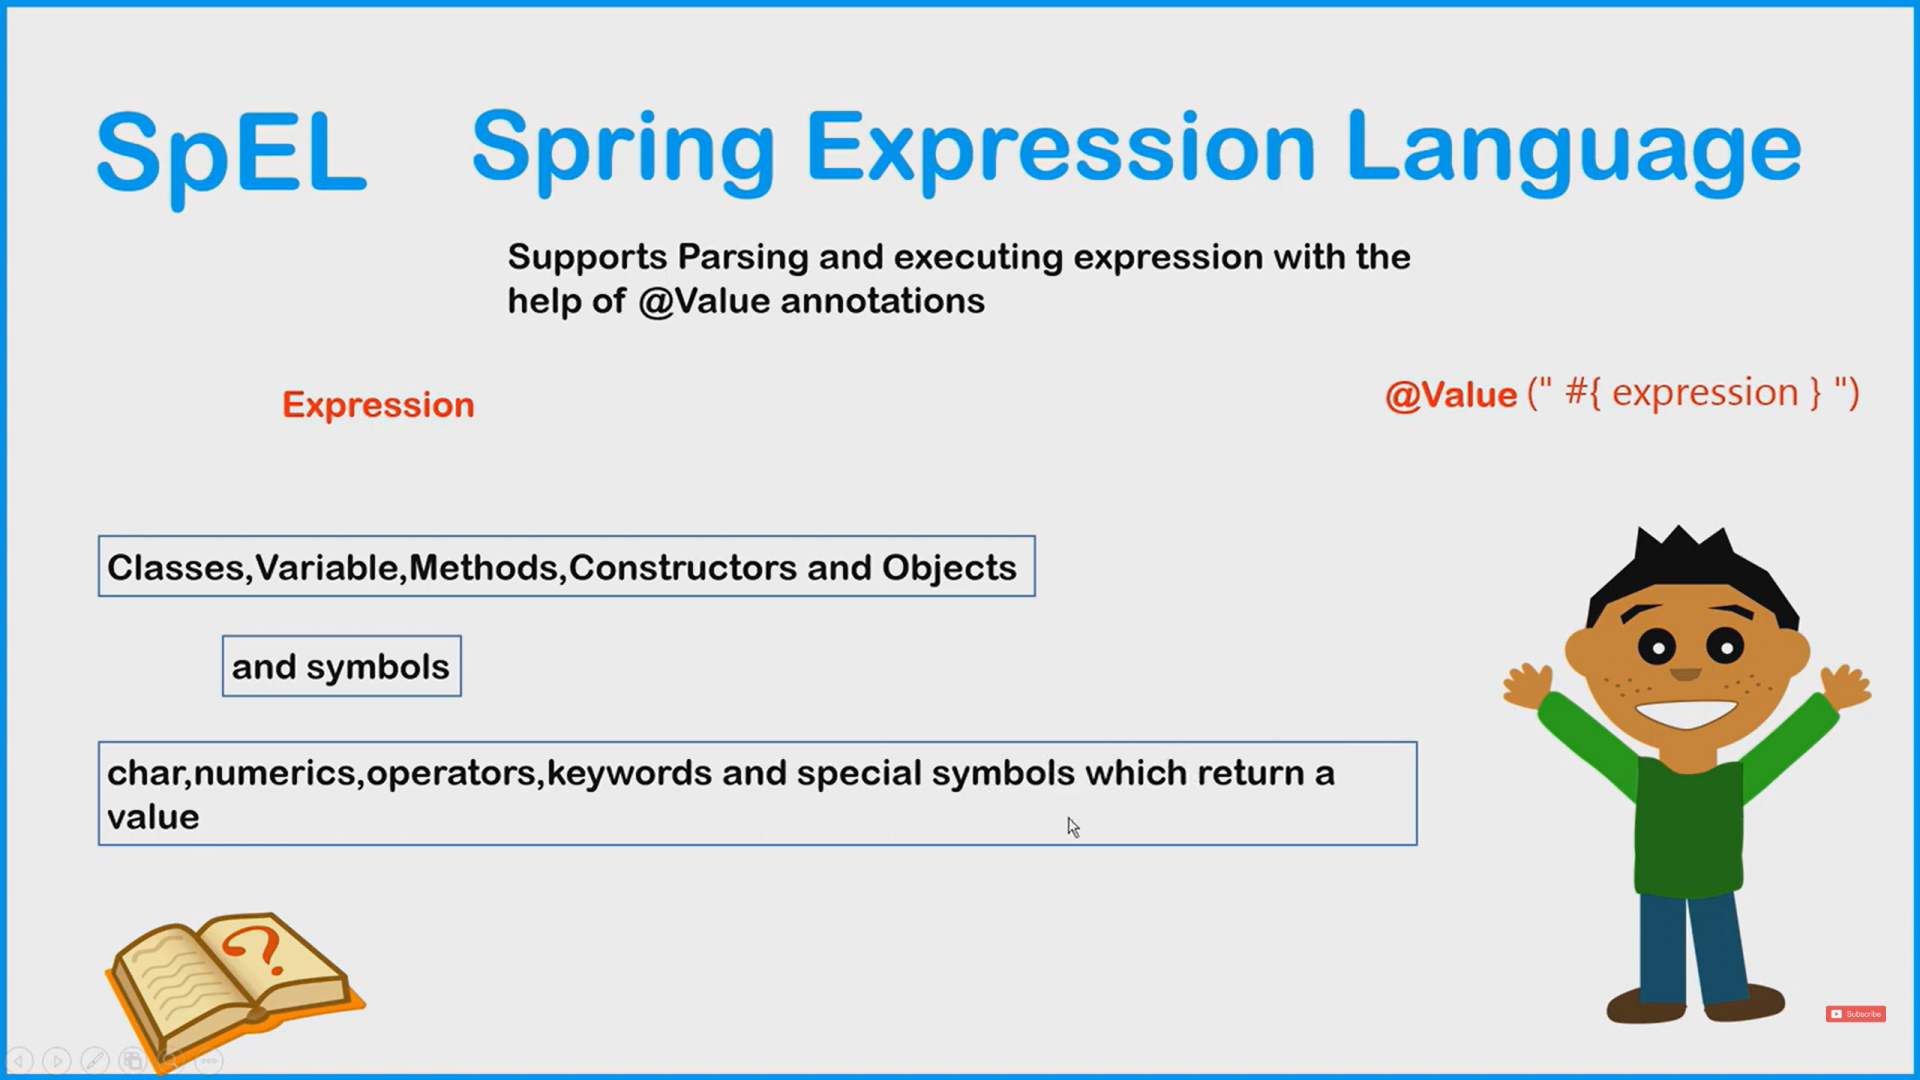 SpEL Spring Expression Language
Supports Parsing and executing expression with the
help of @Value annotations
Expression
@Value (" #{ expression } ")
Classes,Variable,Methods,Constructors and Objects
and symbols
char,numerics,operators,keywords and special symbols which return a
value
?
Subscribe